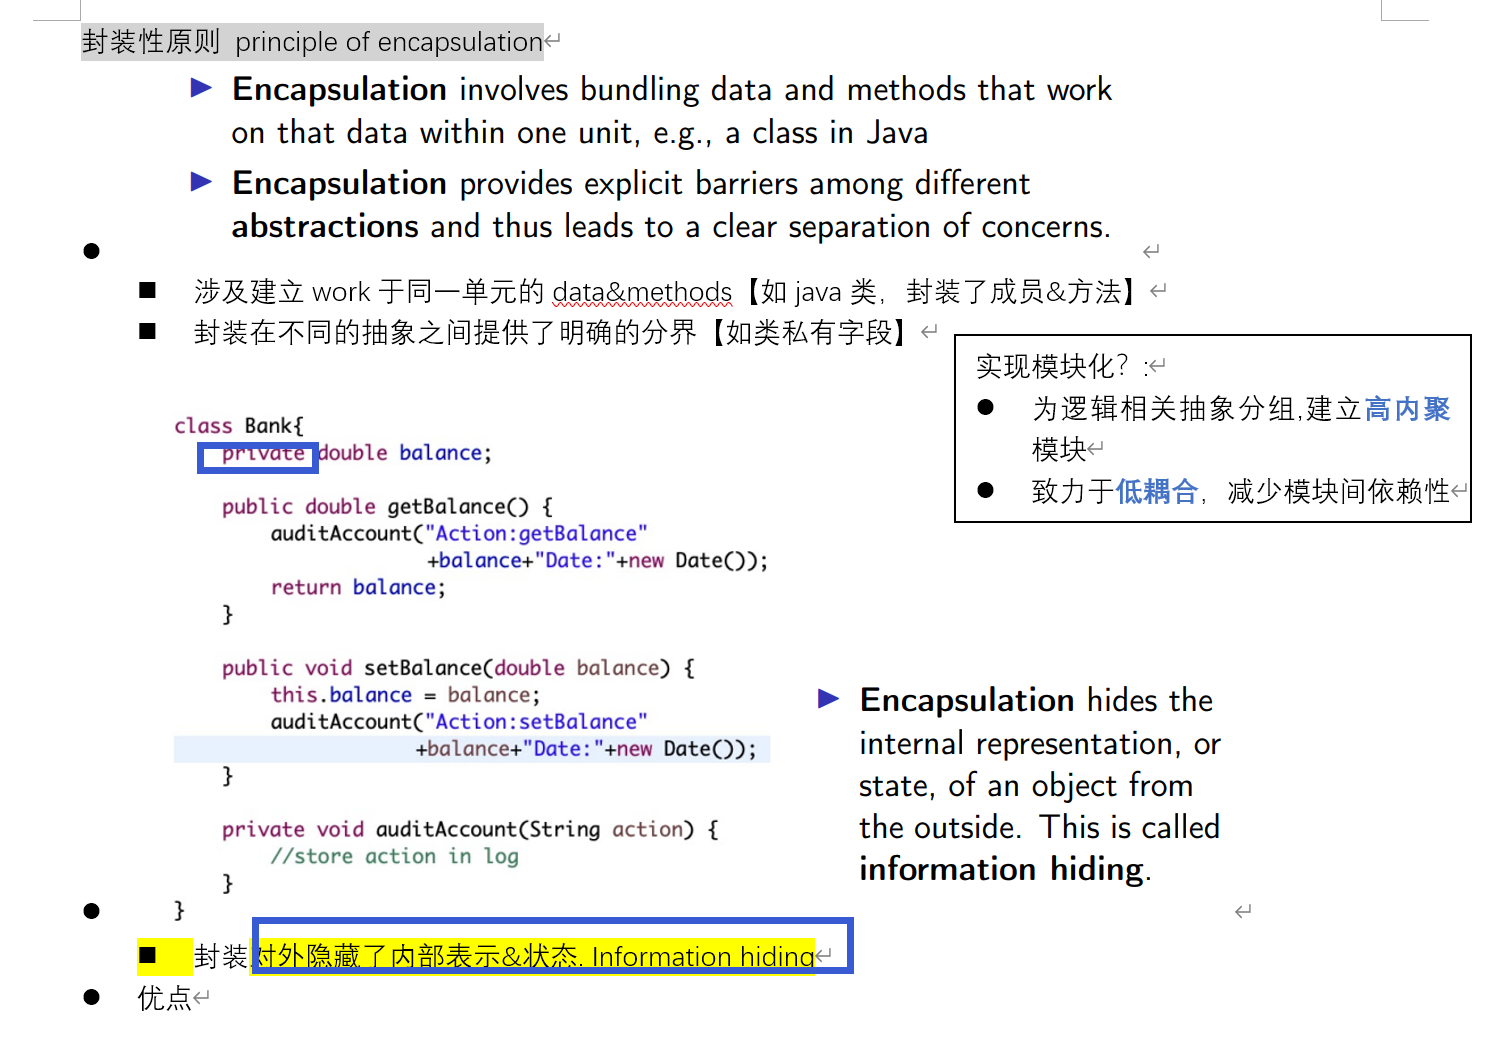 封装性原则 principle of encapsulation
Encapsulation involves bundling data and methods that work
on that data within one unit, e.g., a class in Java
Encapsulation provides explicit barriers among different
abstractions and thus leads to a clear separation of concerns.
涉及建立 work 于同一单元的 data&methods【如 java 类，封装了成员&方法】
封装在不同的抽象之间提供了明确的分界【如类私有字段】
实现模块化？:
为逻辑相关抽象分组,建立高内聚
模块
致力于低耦合，减少模块间依赖性
class Bank{
private double balance;
public double getBalance() {
auditAccount("Action:getBalance"
+balance+"Date:"+new Date());
return balance;
}
public void setBalance(double balance) {
this.balance = balance;
auditAccount("Action:setBalance"
+balance+"Date:"+new Date());
}
private void auditAccount(String action) {
//store action in log
}
}
Encapsulation hides the
internal representation, or
state, of an object from
the outside. This is called
information hiding.
封装对外隐藏了内部表示&状态. Information hiding
优点